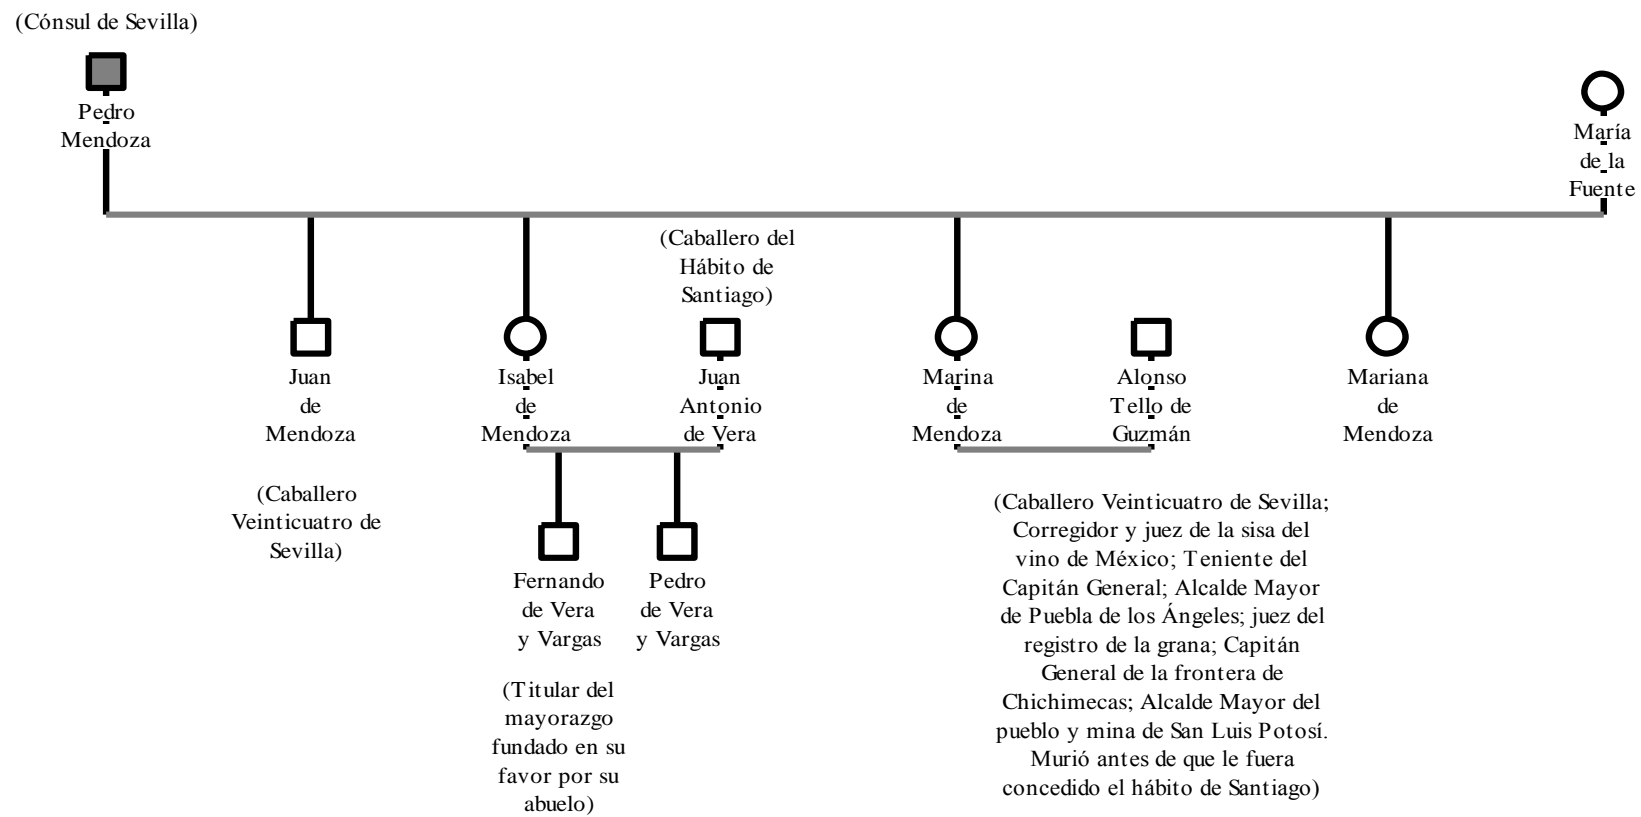 (Cónsul de Sevilla)
Pedro
Mendoza
María
de la
Fuente
(Caballero del
Hábito de
Santiago)
Juan
de
Mendoza
Isabel
de
Mendoza
Juan
Antonio
de Vera
Marina
de
Mendoza
Alonso
Tello de
Guzmán
Mariana
de
Mendoza
(Caballero
Veinticuatro de
Sevilla)
Fernando
de Vera
y Vargas
Pedro
de Vera
y Vargas
(Titular del
mayorazgo
fundado en su
favor por su
abuelo)
(Caballero Veinticuatro de Sevilla;
Corregidor y juez de la sisa del
vino de México; Teniente del
Capitán General; Alcalde Mayor
de Puebla de los Ángeles; juez del
registro de la grana; Capitán
General de la frontera de
Chichimecas; Alcalde Mayor del
pueblo y mina de San Luis Potosí.
Murió antes de que le fuera
concedido el hábito de Santiago)